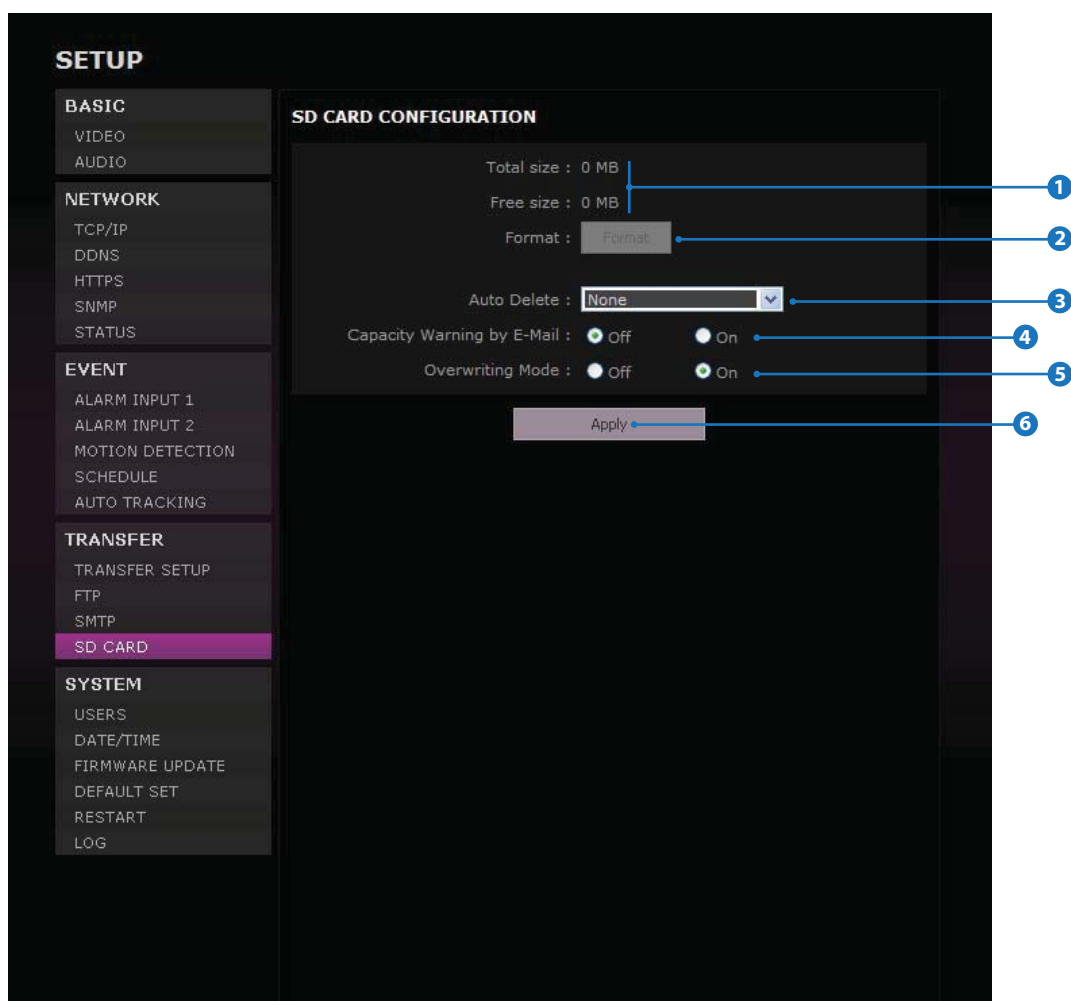 SETUP
BASIC
VIDEO
AUDIO
NETWORK
TCP/IP
DDNS
HTTPS
SNMP
STATUS
EVENT
ALARM INPUT 1
ALARM INPUT 2
MOTION DETECTION
SCHEDULE
AUTO TRACKING
TRANSFER
TRANSFER SETUP
FTP
SMTP
SD CARD
SYSTEM
USERS
DATE/TIME
FIRMWARE UPDATE
DEFAULT SET
RESTART
LOG
SD CARD CONFIGURATION
Total size : 0 MB
1
Free size : 0 MB
Format : Format 2
Auto Delete : None 3
Capacity Warning by E-Mail : Off On 4
Overwriting Mode : Off On 5
Apply 6